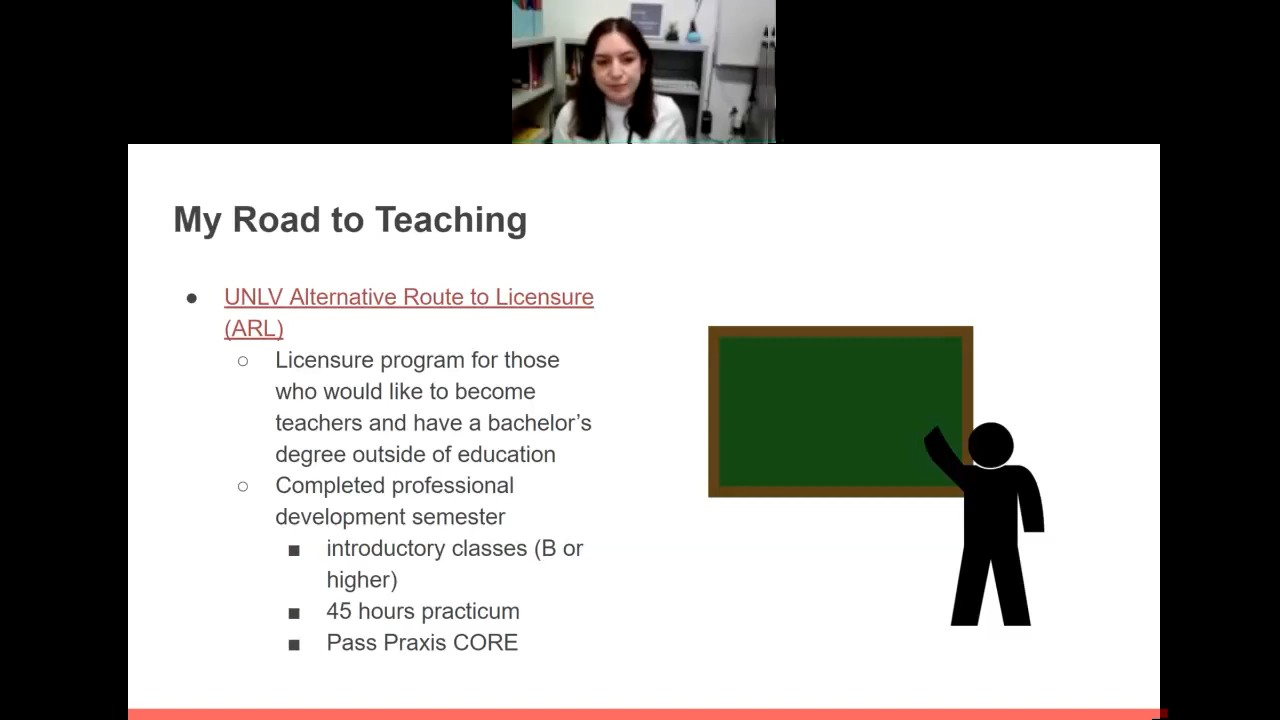 My Road to Teaching
● UNLV Alternative Route to Licensure
(ARL)
○ Licensure program for those
who would like to become
teachers and have a bachelor’s
degree outside of education
○ Completed professional
development semester
■ introductory classes (B or
higher)
■ 45 hours practicum
■ Pass Praxis CORE